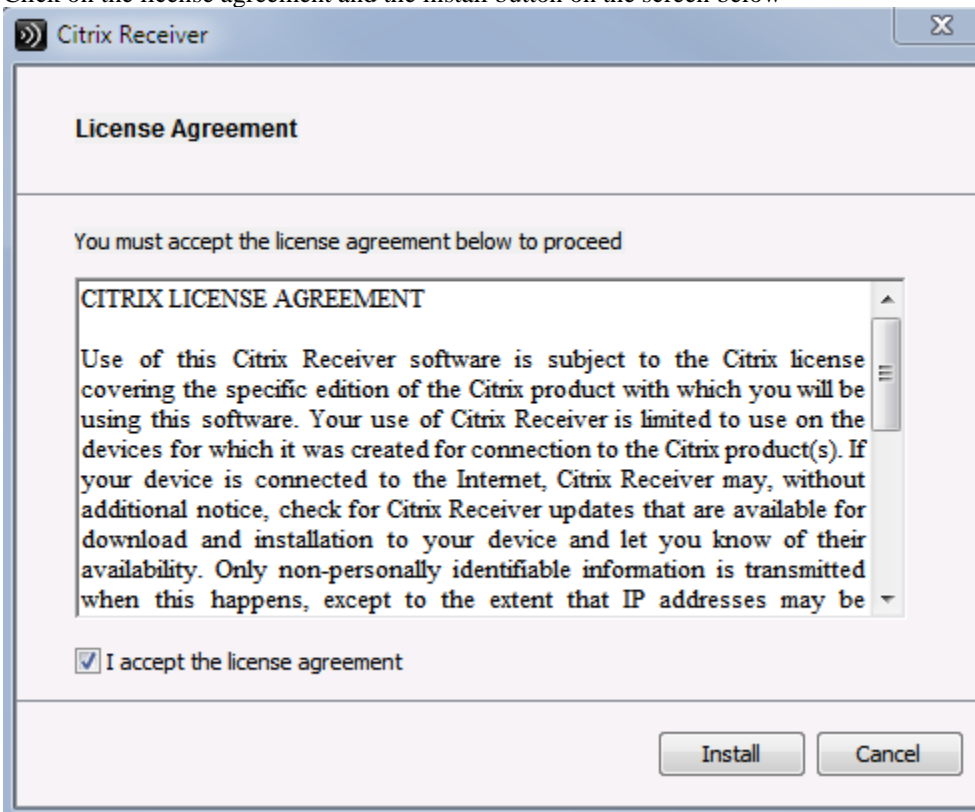 Click on the license agreement and the install button on the screen below
Citrix Receiver
License Agreement
You must accept the license agreement below to proceed
CITRIX LICENSE AGREEMENT
Use of this Citrix Receiver software is subject to the Citrix license
covering the specific edition of the Citrix product with which you will be
using this software. Your use of Citrix Receiver is limited to use on the
devices for which it was created for connection to the Citrix product(s). If
your device is connected to the Internet, Citrix Receiver may, without
additional notice, check for Citrix Receiver updates that are available for
download and installation to your device and let you know of their
availability. Only non-personally identifiable information is transmitted
when this happens, except to the extent that IP addresses may be
I accept the license agreement
Install Cancel